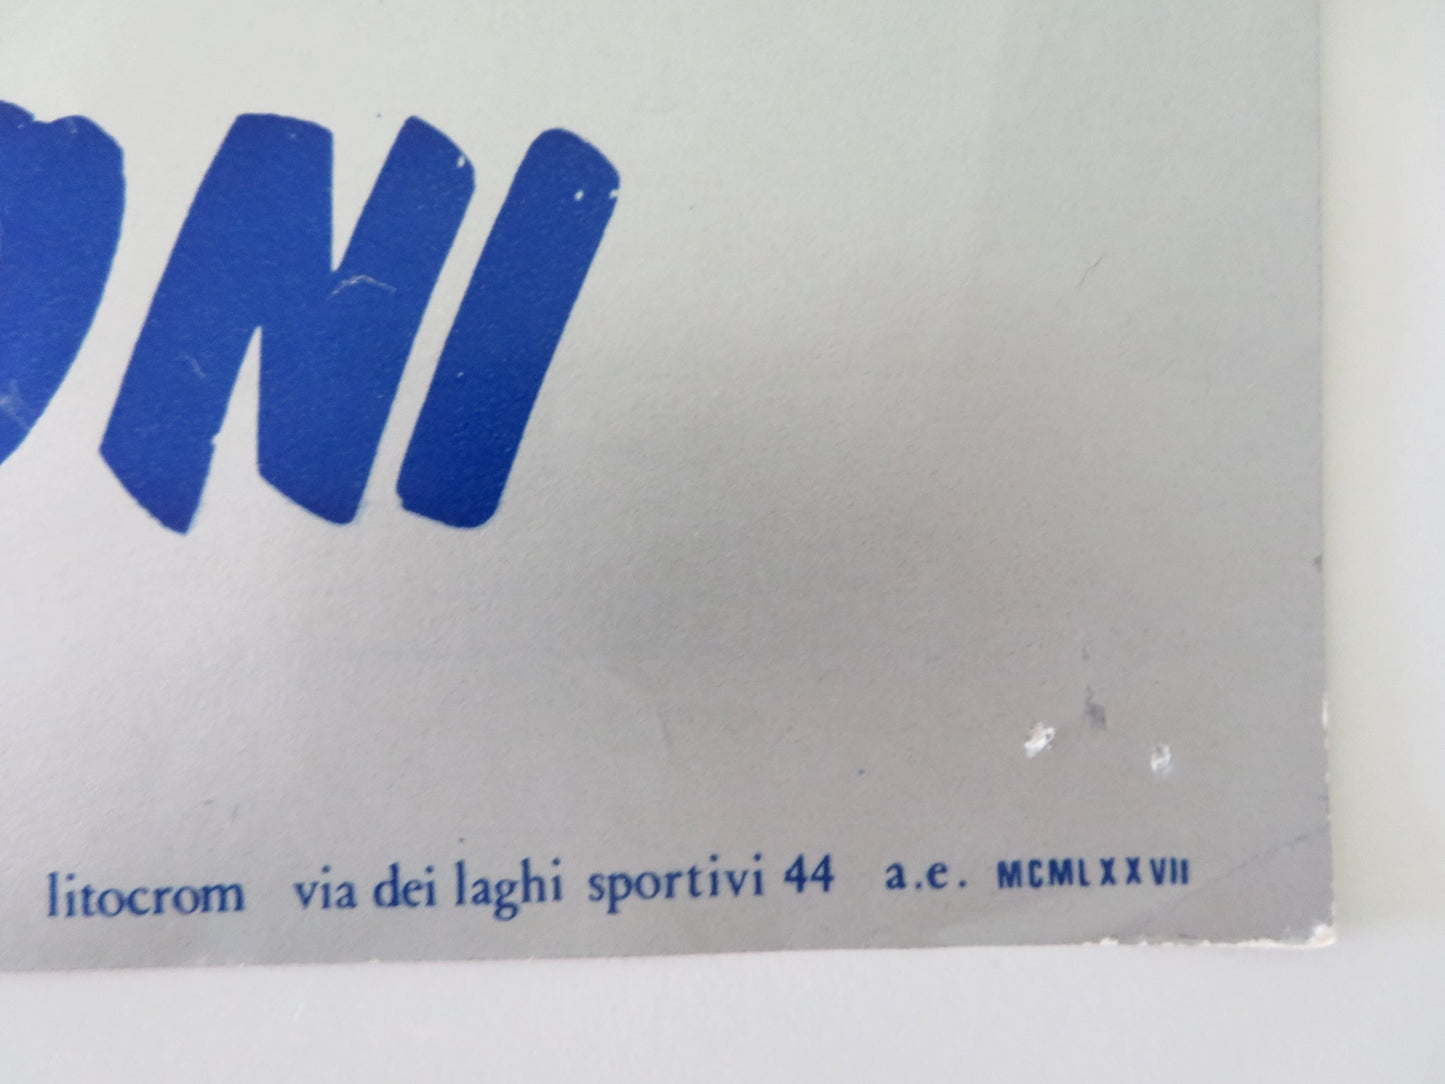 ONI
litocrom via dei laghi sportivi 44 a.e. MCMLXXVII